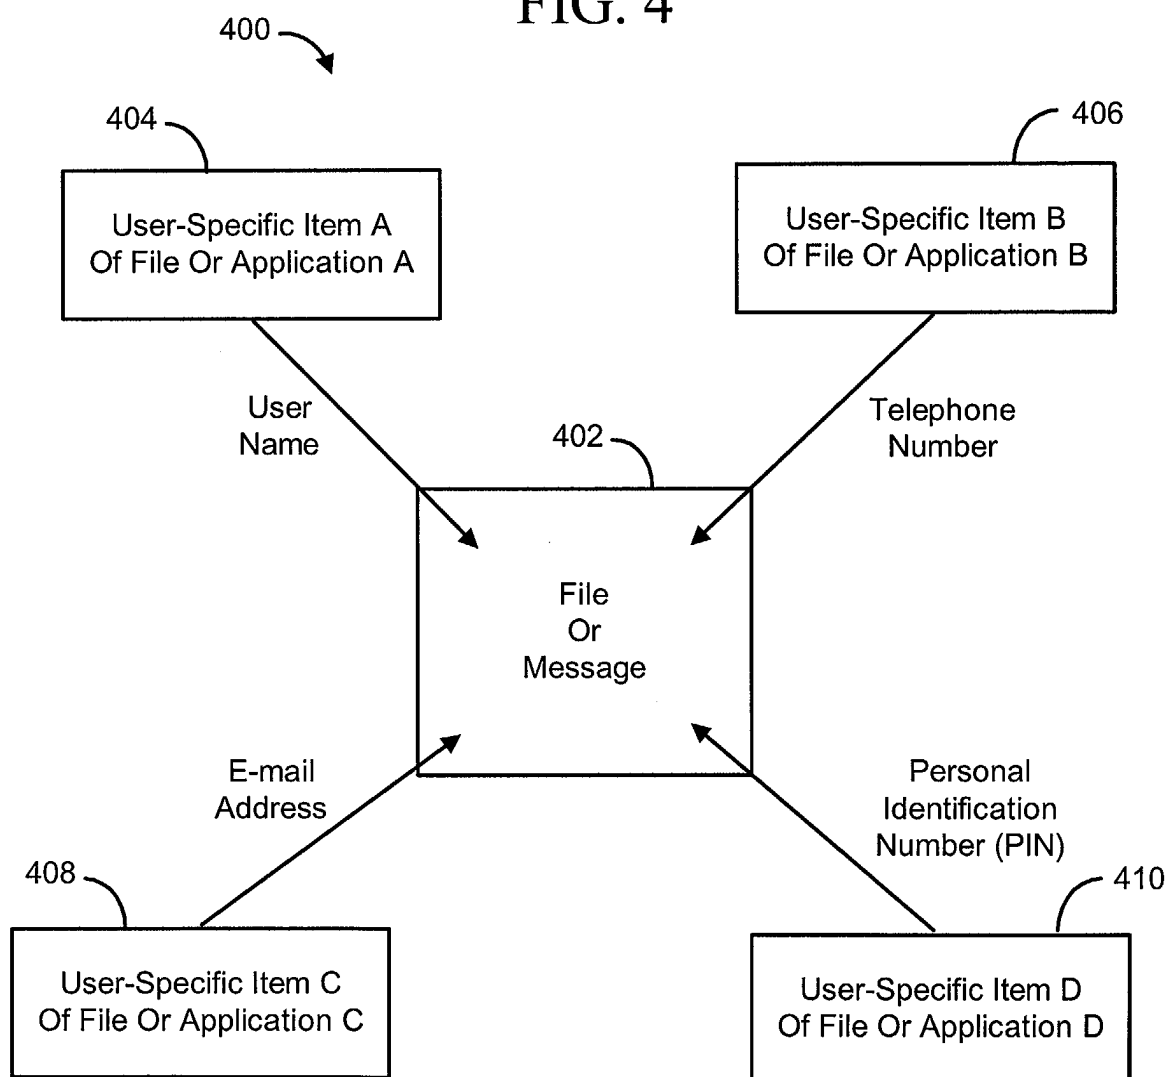 FIG. 4
400
404
406
User-Specific Item A
Of File Or Application A
User-Specific Item B
Of File Or Application B
User
Name
Telephone
Number
402
File
Or
Message
E-mail
Address
Personal
Identification
Number (PIN)
408
410
User-Specific Item C
Of File Or Application C
User-Specific Item D
Of File Or Application D